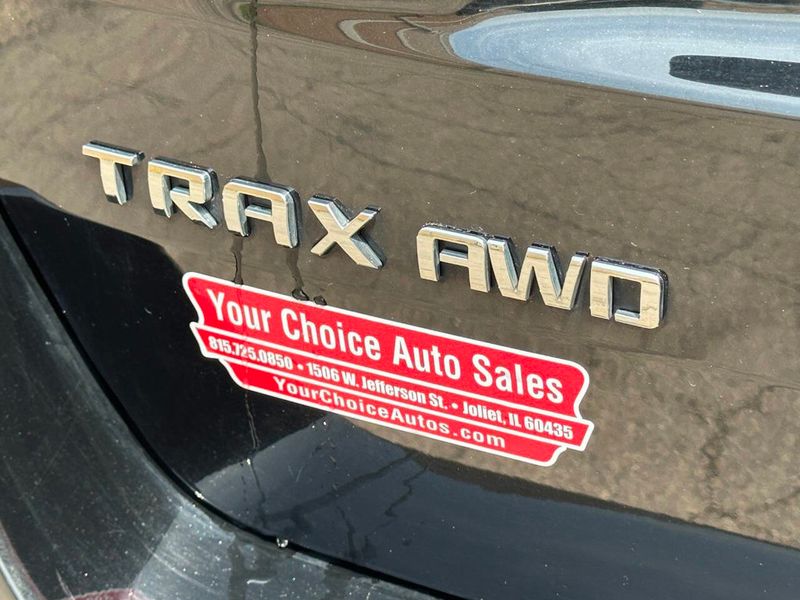 TRAX AWD
Your Choice Auto Sales
815.725.0850 • 1506 W. Jefferson St. • Joliet, IL 60435
YourChoiceAutos.com